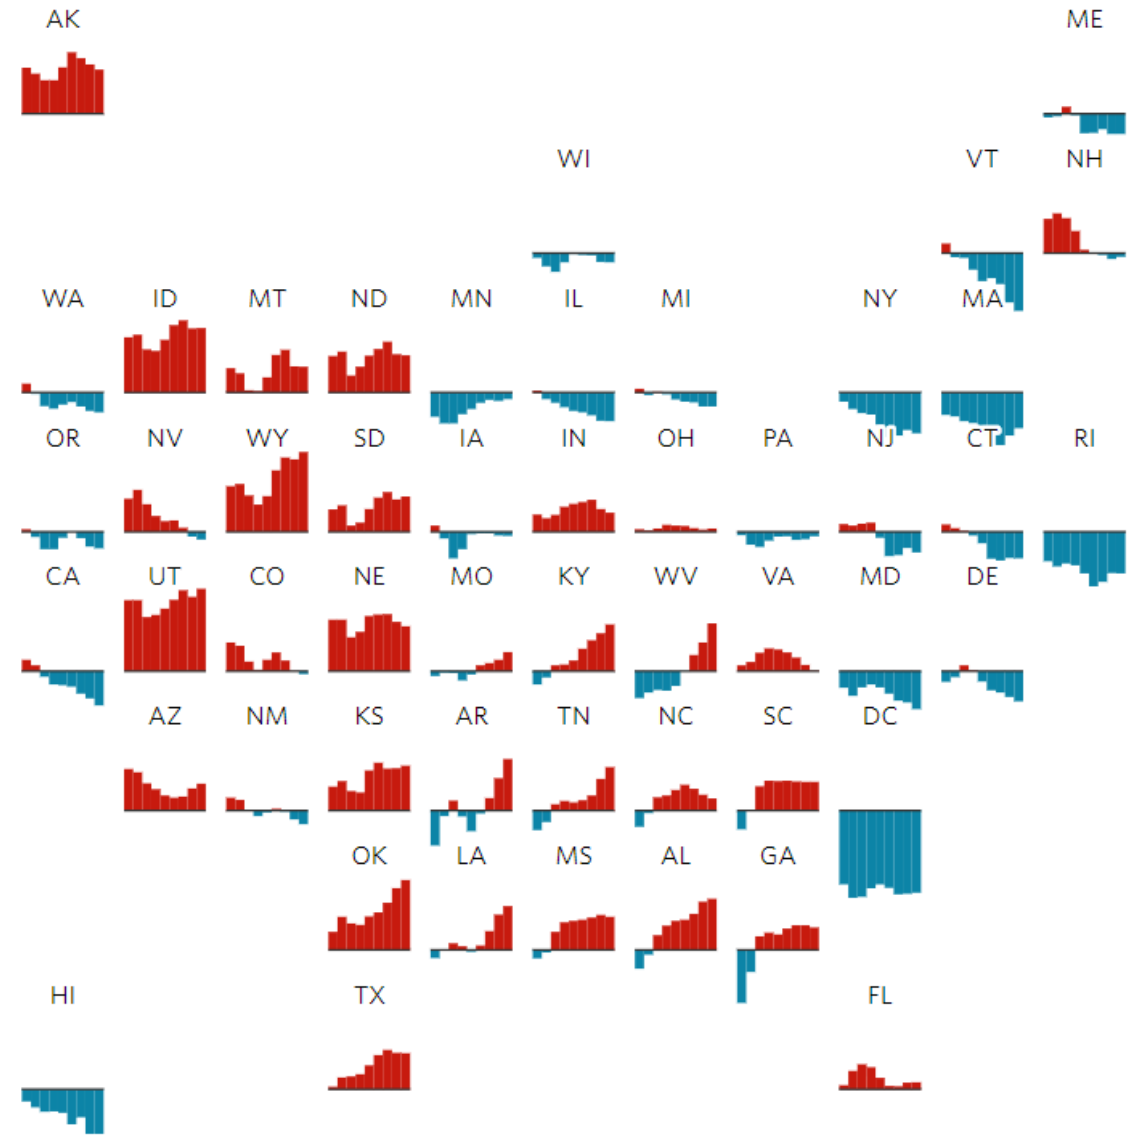 AK ME
WI VT NH
WA ID MT ND MN IL MI NY MA
OR NV WY SD IA IN OH PA NJ CT RI
CA UT CO NE MO KY WV VA MD DE
AZ NM KS AR TN NC SC DC
OK LA MS AL GA
HI TX FL